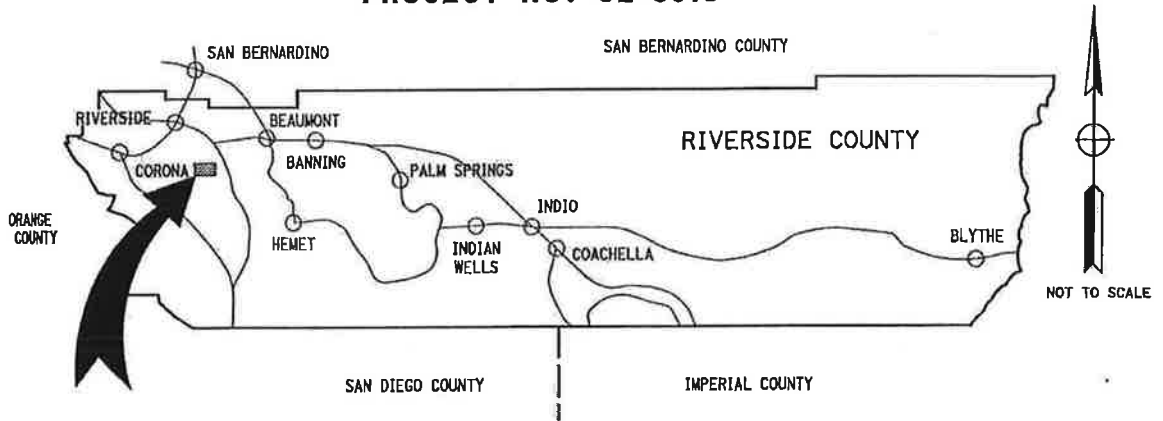 SAN BERNARDINO
SAN BERNARDINO COUNTY
RIVERSIDE
BEAUMONT
RIVERSIDE COUNTY
BANNING
CORONA
PALM SPRINGS
ORANGE
COUNTY
HEMET
INDIAN
WELLS
INDIO
COACHELLA
BLYTHE
NOT TO SCALE
SAN DIEGO COUNTY
IMPERIAL COUNTY